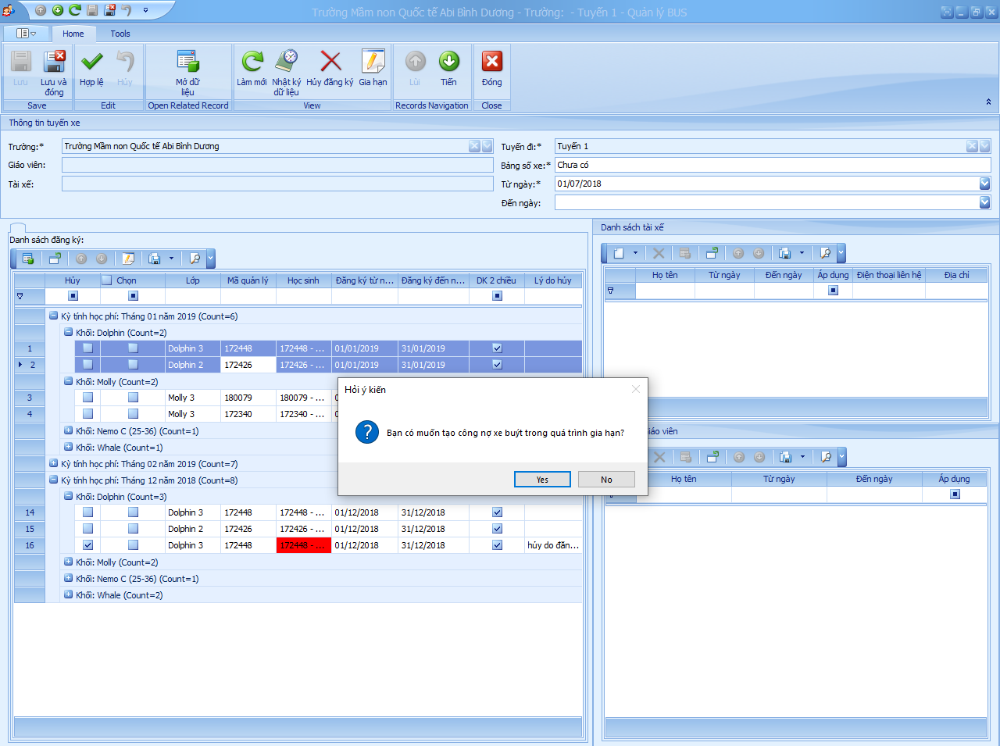 Trường Mầm non Quốc tế Abi Bình Dương - Trường:  - Tuyến 1 - Quản lý BUS
Home Tools
Lưu Lưu và đóng Hợp lệ Hủy Mở dữ liệu Làm mới Nhật ký dữ liệu Hủy đăng ký Gia hạn Lùi Tiến Đóng
Save Edit Open Related Record View Records Navigation Close
Thông tin tuyến xe
Trường:* Trường Mầm non Quốc tế Abi Bình Dương Tuyến đi:* Tuyến 1
Giáo viên: Bảng số xe:* Chưa có
Tài xế: Từ ngày:* 01/07/2018
Đến ngày:
Danh sách đăng ký:
Hủy Chọn Lớp Mã quản lý Học sinh Đăng ký từ n... Đăng ký đến n... DK 2 chiều Lý do hủy
Kỳ tính học phí: Tháng 01 năm 2019 (Count=6)
Khối: Dolphin (Count=2)
1 Dolphin 3 172448 172448 - ... 01/01/2019 31/01/2019
2 Dolphin 2 172426 172426 - ... 01/01/2019 31/01/2019
Khối: Molly (Count=2)
3 Molly 3 180079 180079 - ...
4 Molly 3 172340 172340 - ...
Khối: Nemo C (25-36) (Count=1)
Khối: Whale (Count=1)
Kỳ tính học phí: Tháng 02 năm 2019 (Count=7)
Kỳ tính học phí: Tháng 12 năm 2018 (Count=8)
Khối: Dolphin (Count=3)
14 Dolphin 3 172448 172448 - ... 01/12/2018 31/12/2018
15 Dolphin 2 172426 172426 - ... 01/12/2018 31/12/2018
16 Dolphin 3 172448 172448 - ... 01/12/2018 31/12/2018 hủy do đăn...
Khối: Molly (Count=2)
Khối: Nemo C (25-36) (Count=1)
Khối: Whale (Count=2)
Danh sách tài xế
Họ tên Từ ngày Đến ngày Áp dụng Điện thoại liên hệ Địa chỉ
giáo viên
Họ tên Từ ngày Đến ngày Áp dụng
Hỏi ý kiến
Bạn có muốn tạo công nợ xe buýt trong quá trình gia hạn?
Yes No